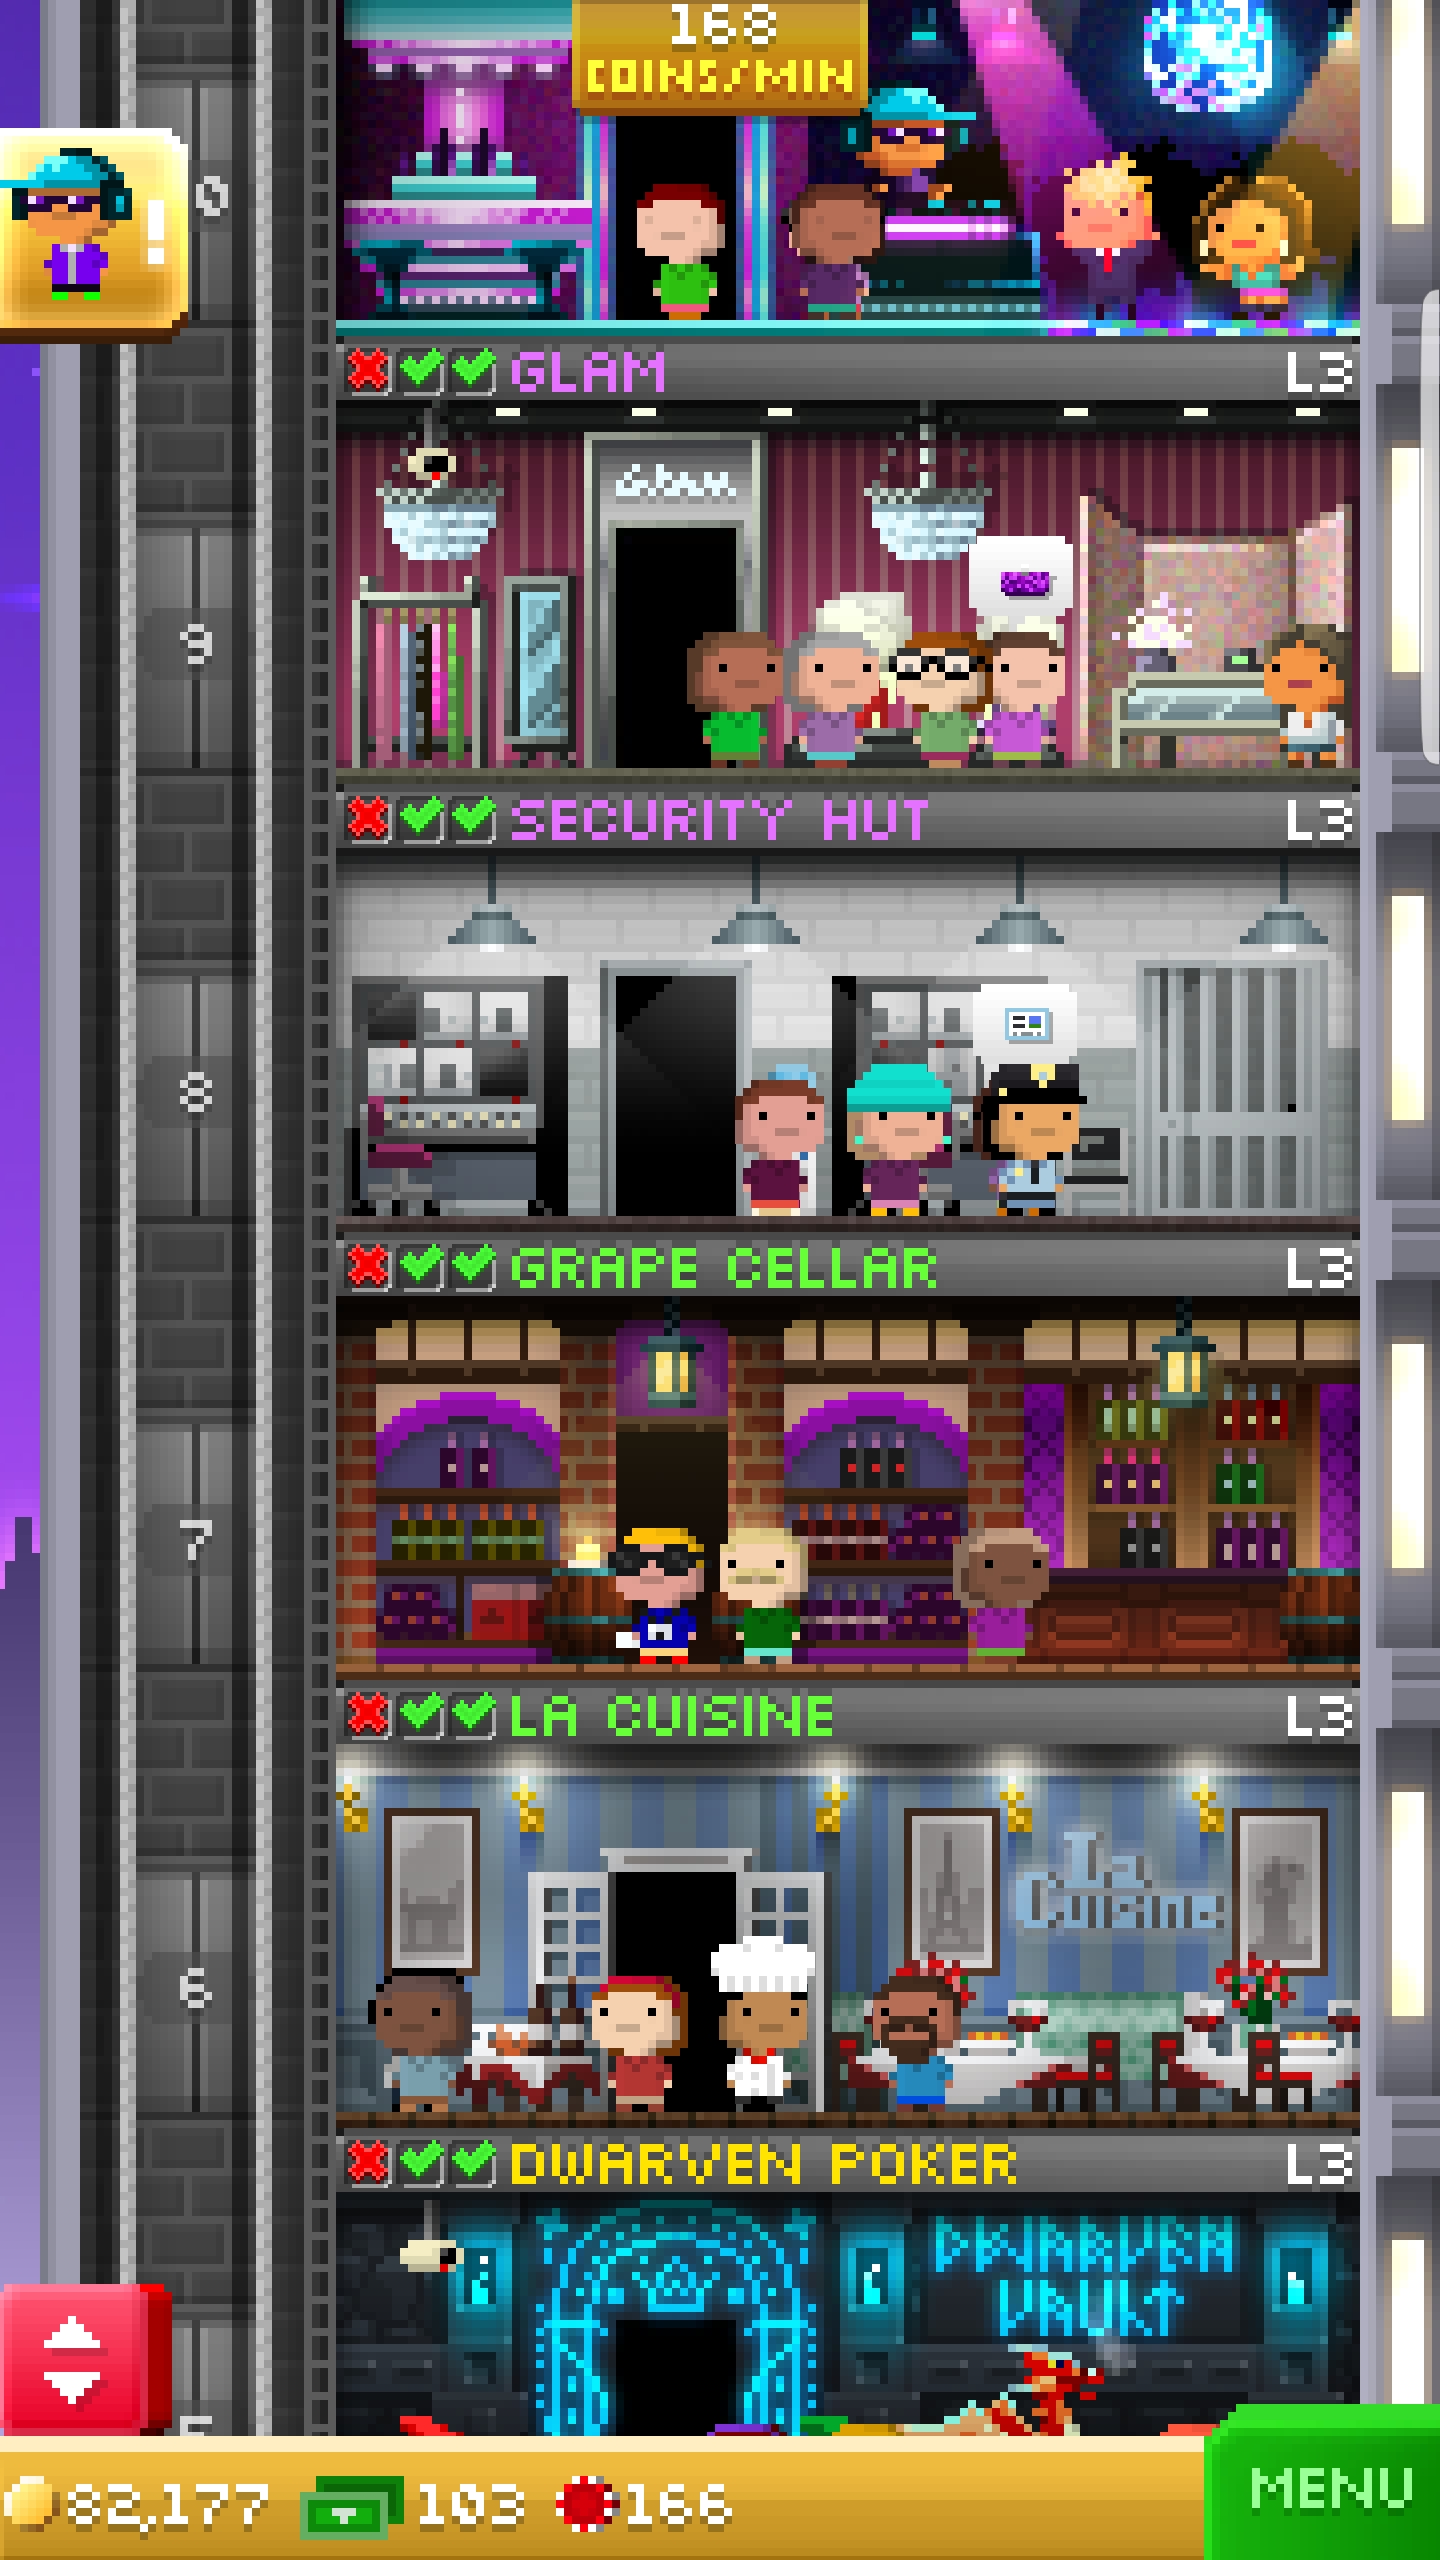 168
COINS/MIN
0
!
GLAM
L3
Glam
9
SECURITY HUT
L3
8
GRAPE CELLAR
L3
7
LA CUISINE
L3
La
Cuisine
6
DWARVEN POKER
L3
DWARVEN
VAULT
5
82,177
103
166
MENU